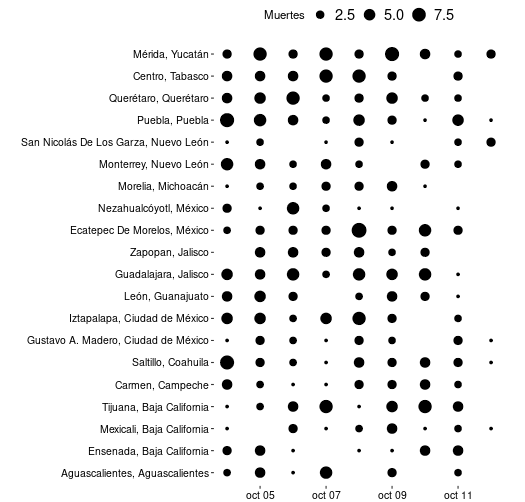 Muertes 2.5 5.0 7.5
Mérida, Yucatán
Centro, Tabasco
Querétaro, Querétaro
Puebla, Puebla
San Nicolás De Los Garza, Nuevo León
Monterrey, Nuevo León
Morelia, Michoacán
Nezahualcóyotl, México
Ecatepec De Morelos, México
Zapopan, Jalisco
Guadalajara, Jalisco
León, Guanajuato
Iztapalapa, Ciudad de México
Gustavo A. Madero, Ciudad de México
Saltillo, Coahuila
Carmen, Campeche
Tijuana, Baja California
Mexicali, Baja California
Ensenada, Baja California
Aguascalientes, Aguascalientes
oct 05 oct 07 oct 09 oct 11